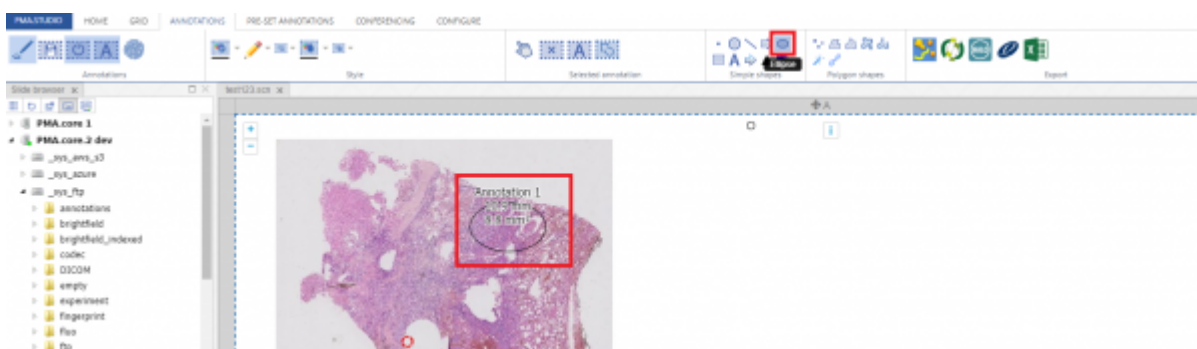 PMA.STUDIO HOME GRID ANNOTATIONS PRE-SET ANNOTATIONS CONFERENCING CONFIGURE
A A A
Ellipse
Annotations Style Selected annotation Simple shapes Polygon shapes Export
Slide browser test123.scn
A
PMA.core 1
PMA.core.2 dev
_sys_aws_s3
_sys_azure
_sys_ftp
annotations
brightfield
brightfield_indexed
codec
DICOM
empty
experiment
fingerprint
fluo
ftp
Annotation 1